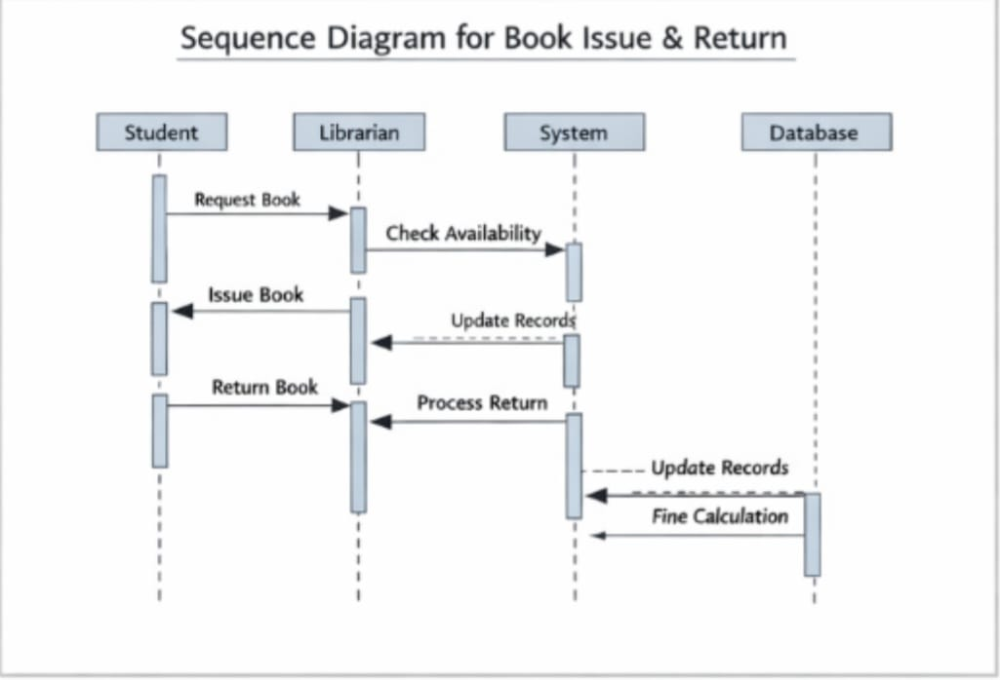 Sequence Diagram for Book Issue & Return
Student
Librarian
System
Database
Request Book
Check Availability
Issue Book
Update Records
Return Book
Process Return
Update Records
Fine Calculation